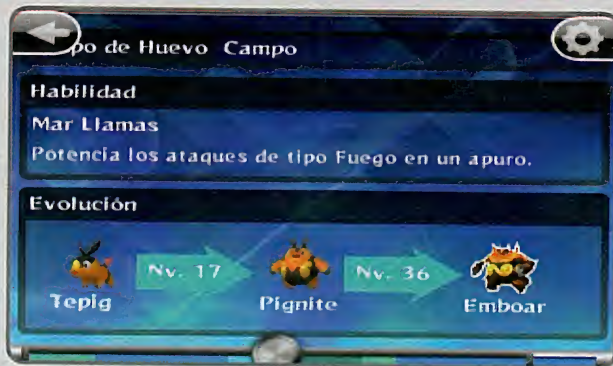 po de Huevo Campo
Habilidad
Mar Llamas
Potencia los ataques de tipo Fuego en un apuro.
Evolución
Nv. 17 Nv. 36
Tepig Pignite Emboar